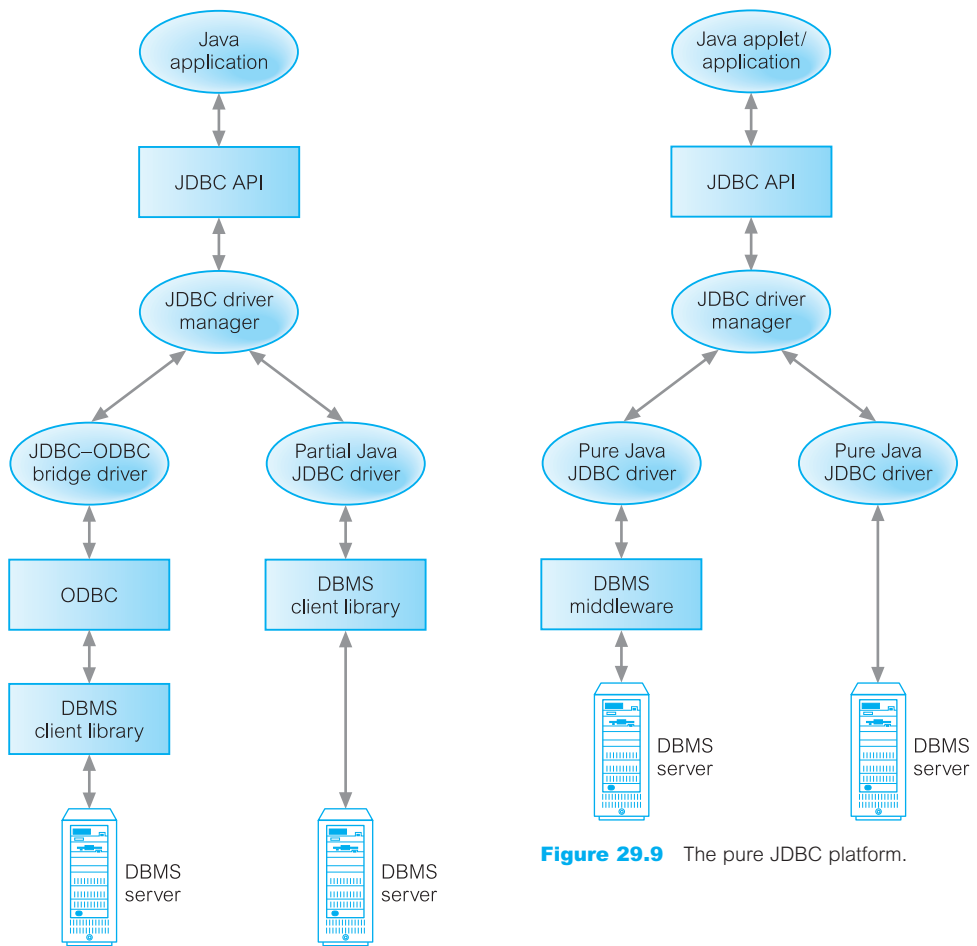 Java
application
JDBC API
JDBC driver
manager
JDBC–ODBC
bridge driver
Partial Java
JDBC driver
ODBC
DBMS
client library
DBMS
client library
DBMS
server
DBMS
server
Java applet/
application
JDBC API
JDBC driver
manager
Pure Java
JDBC driver
Pure Java
JDBC driver
DBMS
middleware
DBMS
server
DBMS
server
Figure 29.9 The pure JDBC platform.